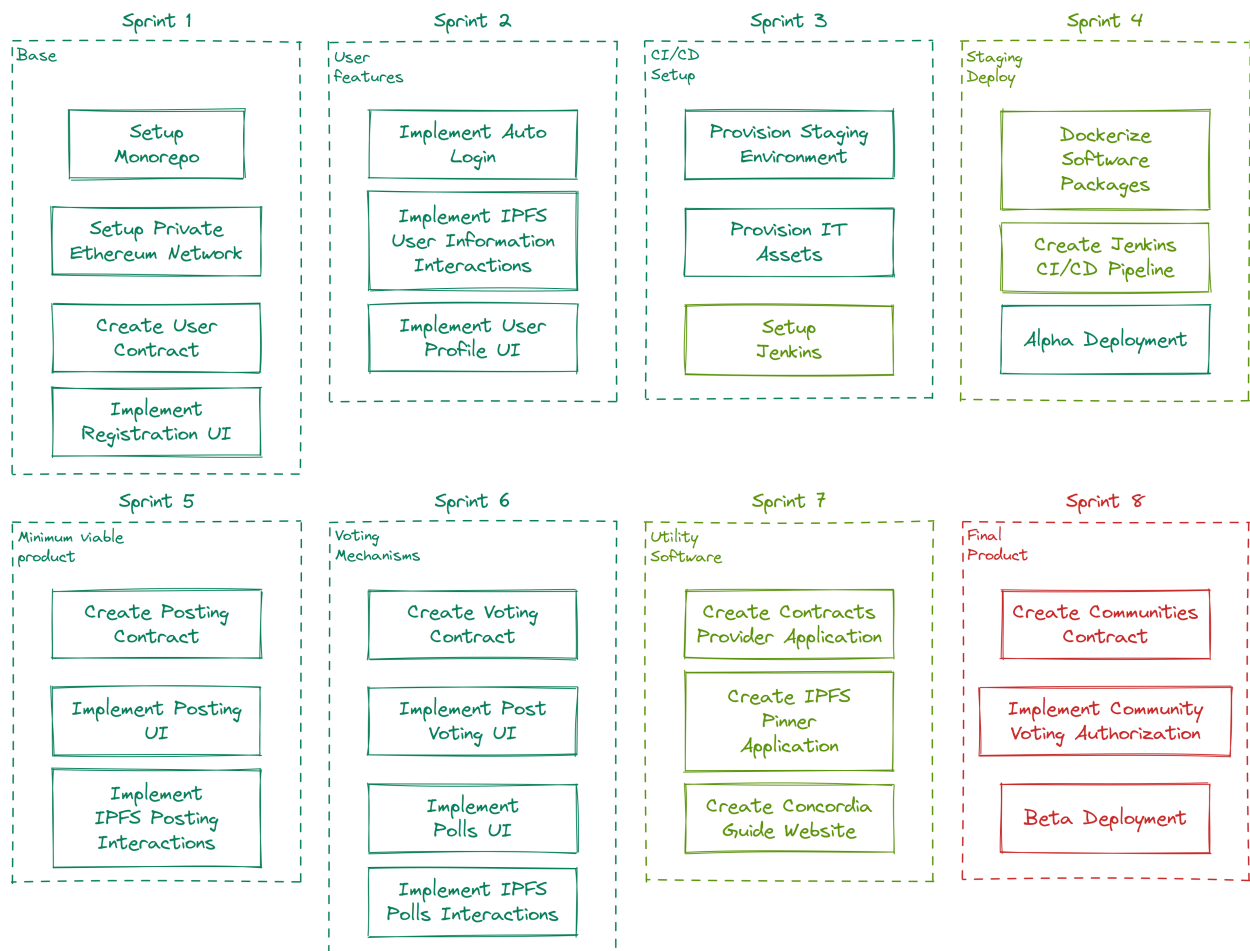 Sprint 1
Base
Setup
Monorepo
Setup Private
Ethereum Network
Create User
Contract
Implement
Registration UI
Sprint 2
User
features
Implement Auto
Login
Implement IPFS
User Information
Interactions
Implement User
Profile UI
Sprint 3
CI/CD
Setup
Provision Staging
Environment
Provision IT
Assets
Setup
Jenkins
Sprint 4
Staging
Deploy
Dockerize
Software
Packages
Create Jenkins
CI/CD Pipeline
Alpha Deployment
Sprint 5
Minimum viable
product
Create Posting
Contract
Implement Posting
UI
Implement
IPFS Posting
Interactions
Sprint 6
Voting
Mechanisms
Create Voting
Contract
Implement Post
Voting UI
Implement
Polls UI
Implement IPFS
Polls Interactions
Sprint 7
Utility
Software
Create Contracts
Provider Application
Create IPFS
Pinner
Application
Create Concordia
Guide Website
Sprint 8
Final
Product
Create Communities
Contract
Implement Community
Voting Authorization
Beta Deployment